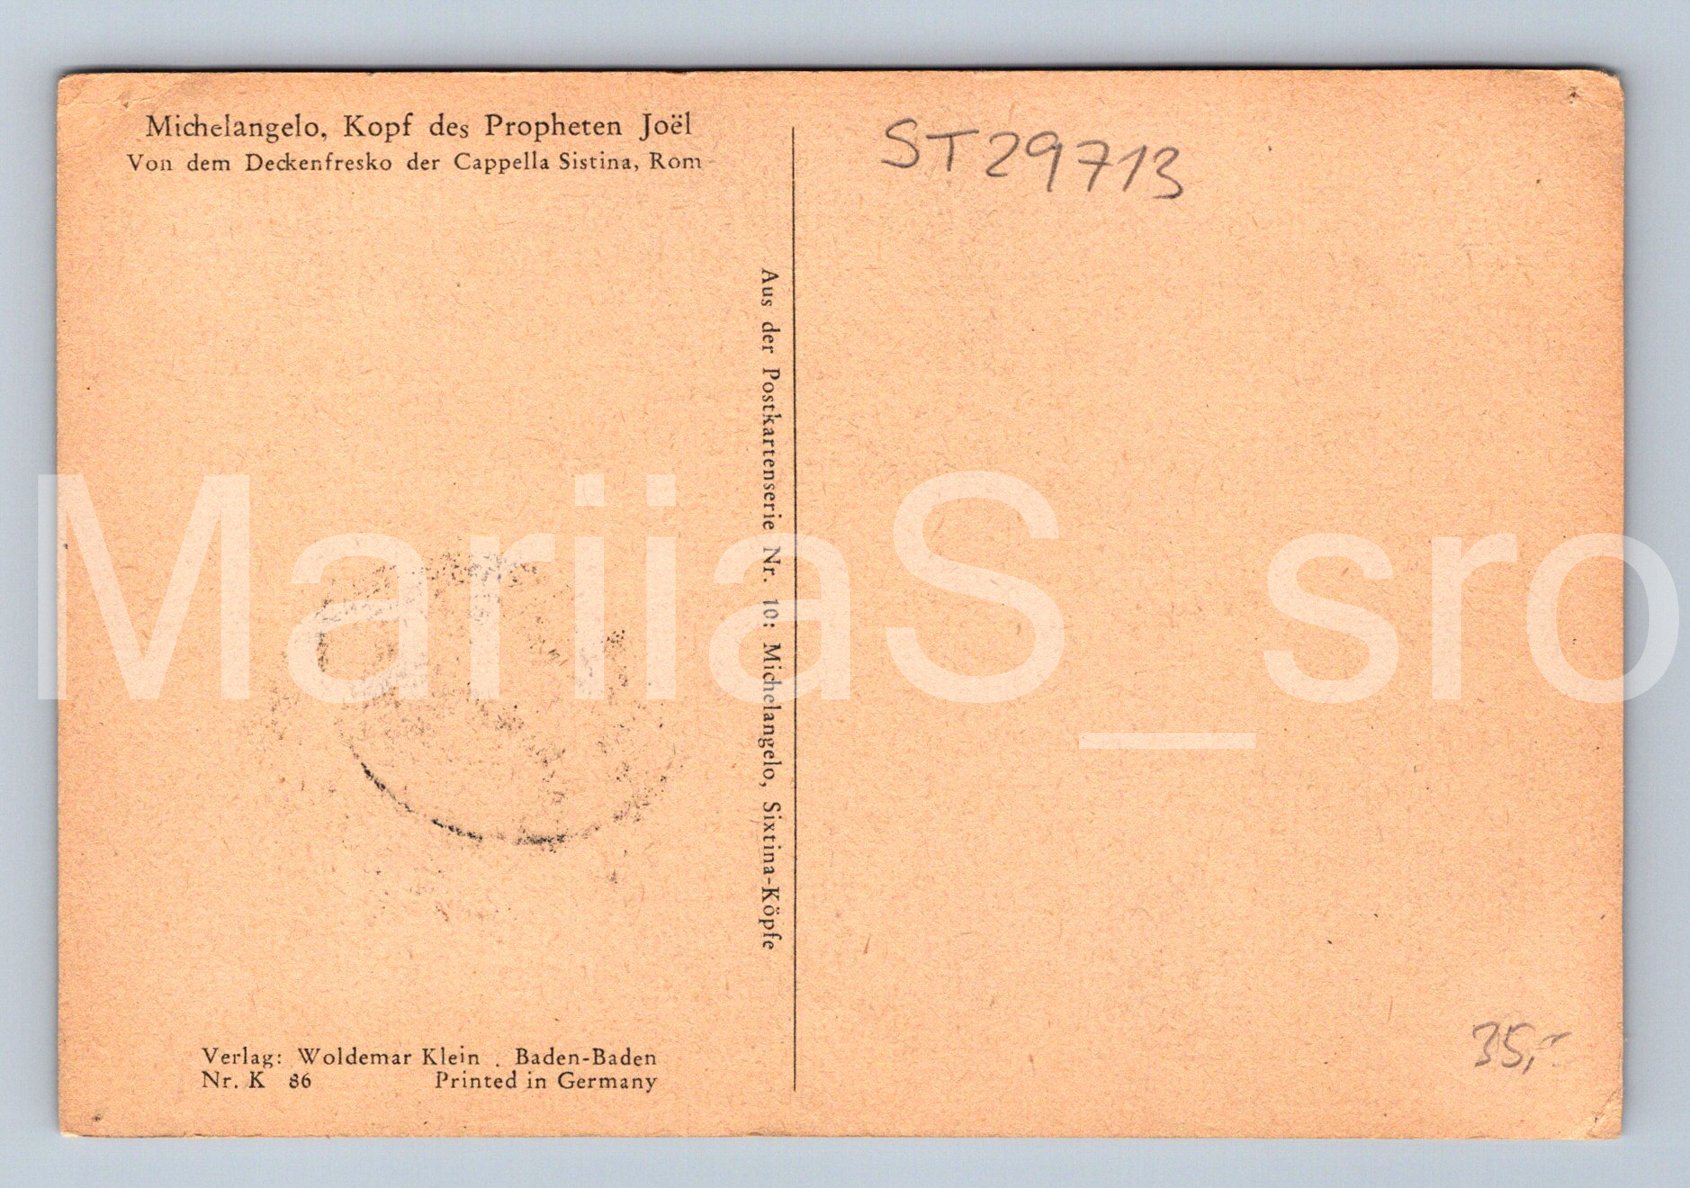 Michelangelo, Kopf des Propheten Joël
Von dem Deckenfresko der Cappella Sistina, Rom
ST29713
Aus der Postkartenserie Nr. 10: Michelangelo, Sixtina-Köpfe
MariiaS_sro
35,-
Verlag: Woldemar Klein . Baden-Baden
Nr. K 86 Printed in Germany